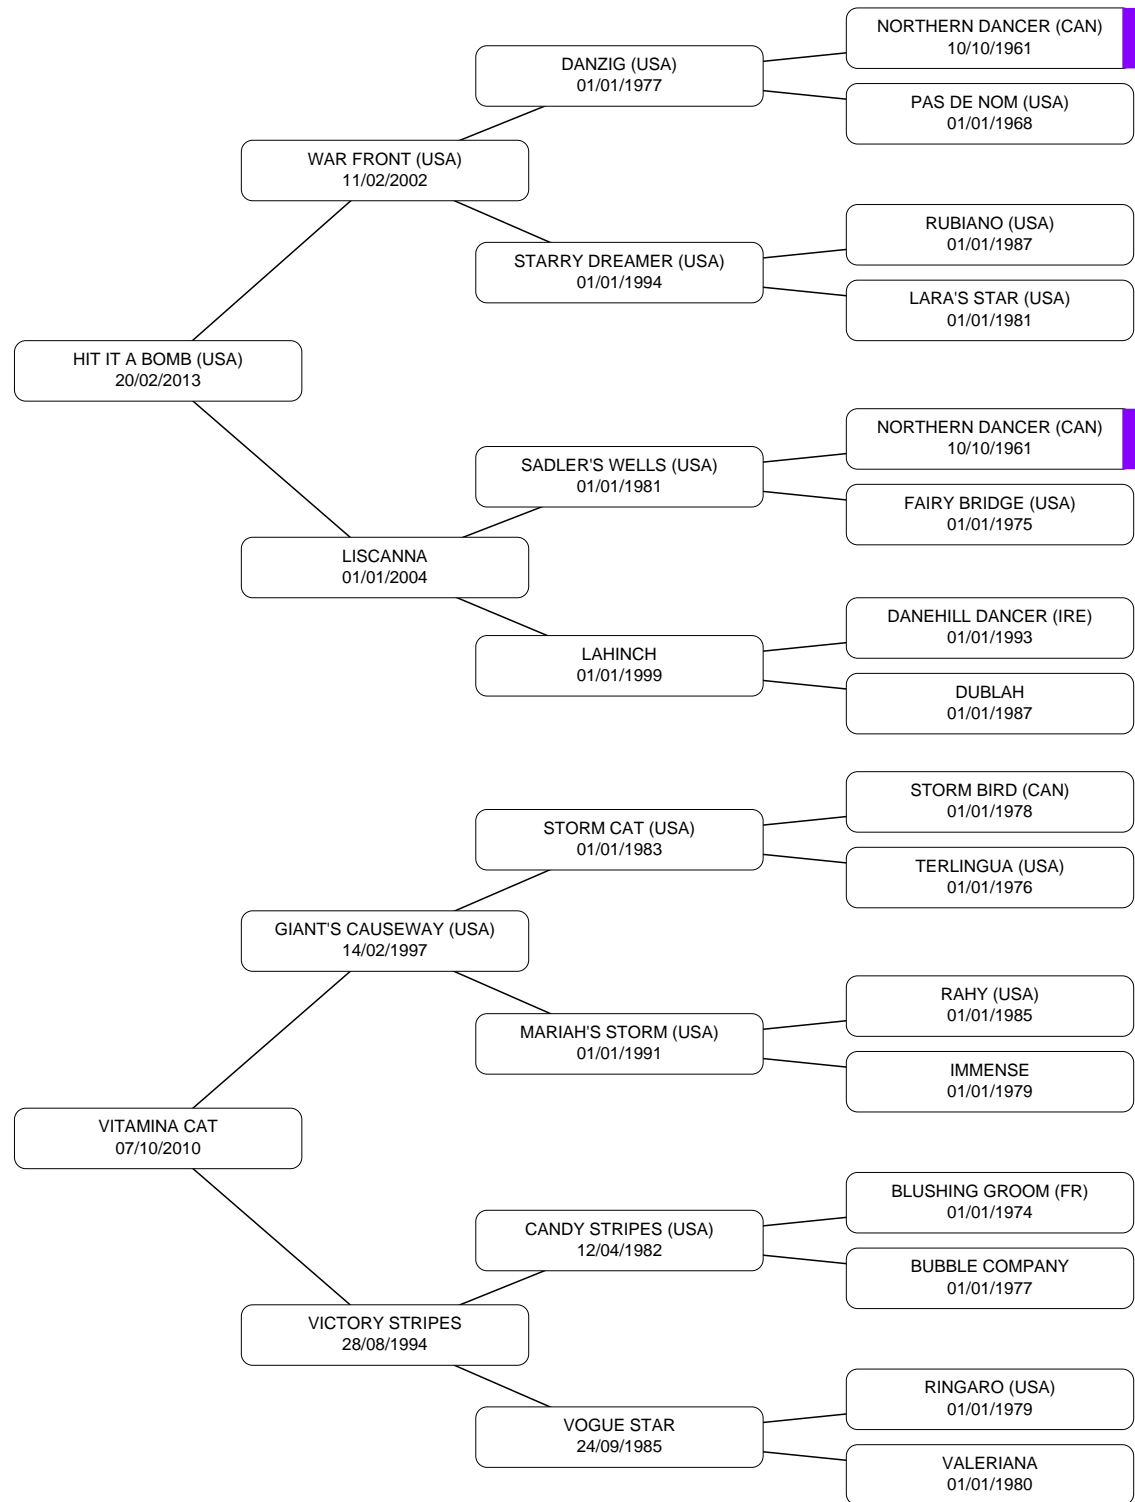 NORTHERN DANCER (CAN)
10/10/1961
DANZIG (USA)
01/01/1977
PAS DE NOM (USA)
01/01/1968
WAR FRONT (USA)
11/02/2002
RUBIANO (USA)
01/01/1987
STARRY DREAMER (USA)
01/01/1994
LARA'S STAR (USA)
01/01/1981
HIT IT A BOMB (USA)
20/02/2013
NORTHERN DANCER (CAN)
10/10/1961
SADLER'S WELLS (USA)
01/01/1981
FAIRY BRIDGE (USA)
01/01/1975
LISCANNA
01/01/2004
DANEHILL DANCER (IRE)
01/01/1993
LAHINCH
01/01/1999
DUBLAH
01/01/1987
STORM BIRD (CAN)
01/01/1978
STORM CAT (USA)
01/01/1983
TERLINGUA (USA)
01/01/1976
GIANT'S CAUSEWAY (USA)
14/02/1997
RAHY (USA)
01/01/1985
MARIAH'S STORM (USA)
01/01/1991
IMMENSE
01/01/1979
VITAMINA CAT
07/10/2010
BLUSHING GROOM (FR)
01/01/1974
CANDY STRIPES (USA)
12/04/1982
BUBBLE COMPANY
01/01/1977
VICTORY STRIPES
28/08/1994
RINGARO (USA)
01/01/1979
VOGUE STAR
24/09/1985
VALERIANA
01/01/1980